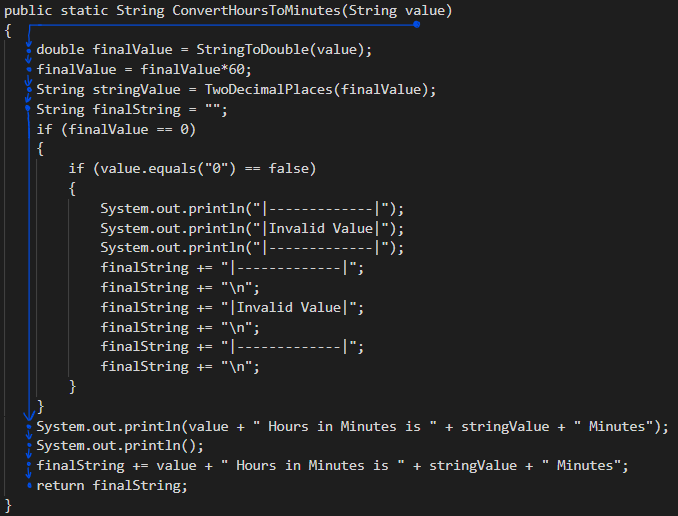 public static String ConvertHoursToMinutes(String value)
{
    double finalValue = StringToDouble(value);
    finalValue = finalValue*60;
    String stringValue = TwoDecimalPlaces(finalValue);
    String finalString = "";
    if (finalValue == 0)
    {
        if (value.equals("0") == false)
        {
            System.out.println("|-------------|");
            System.out.println("|Invalid Value|");
            System.out.println("|-------------|");
            finalString += "|-------------|";
            finalString += "\n";
            finalString += "|Invalid Value|";
            finalString += "\n";
            finalString += "|-------------|";
            finalString += "\n";
        }
    }
    System.out.println(value + " Hours in Minutes is " + stringValue + " Minutes");
    System.out.println();
    finalString += value + " Hours in Minutes is " + stringValue + " Minutes";
    return finalString;
}